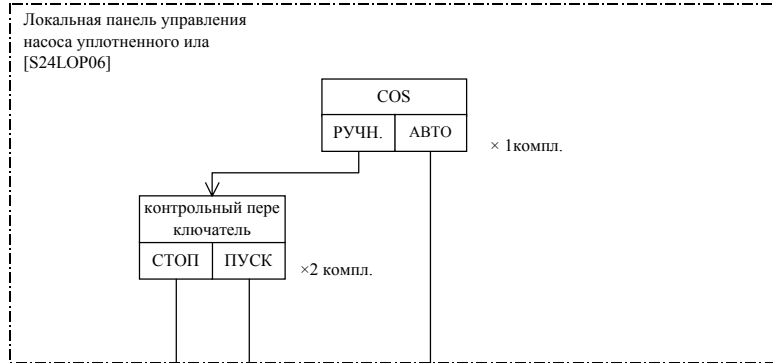 Локальная панель управления
насоса уплотненного ила
[S24LOP06]
COS
РУЧН. АВТО
× 1компл.
контрольный пере
ключатель
СТОП ПУСК
×2 компл.